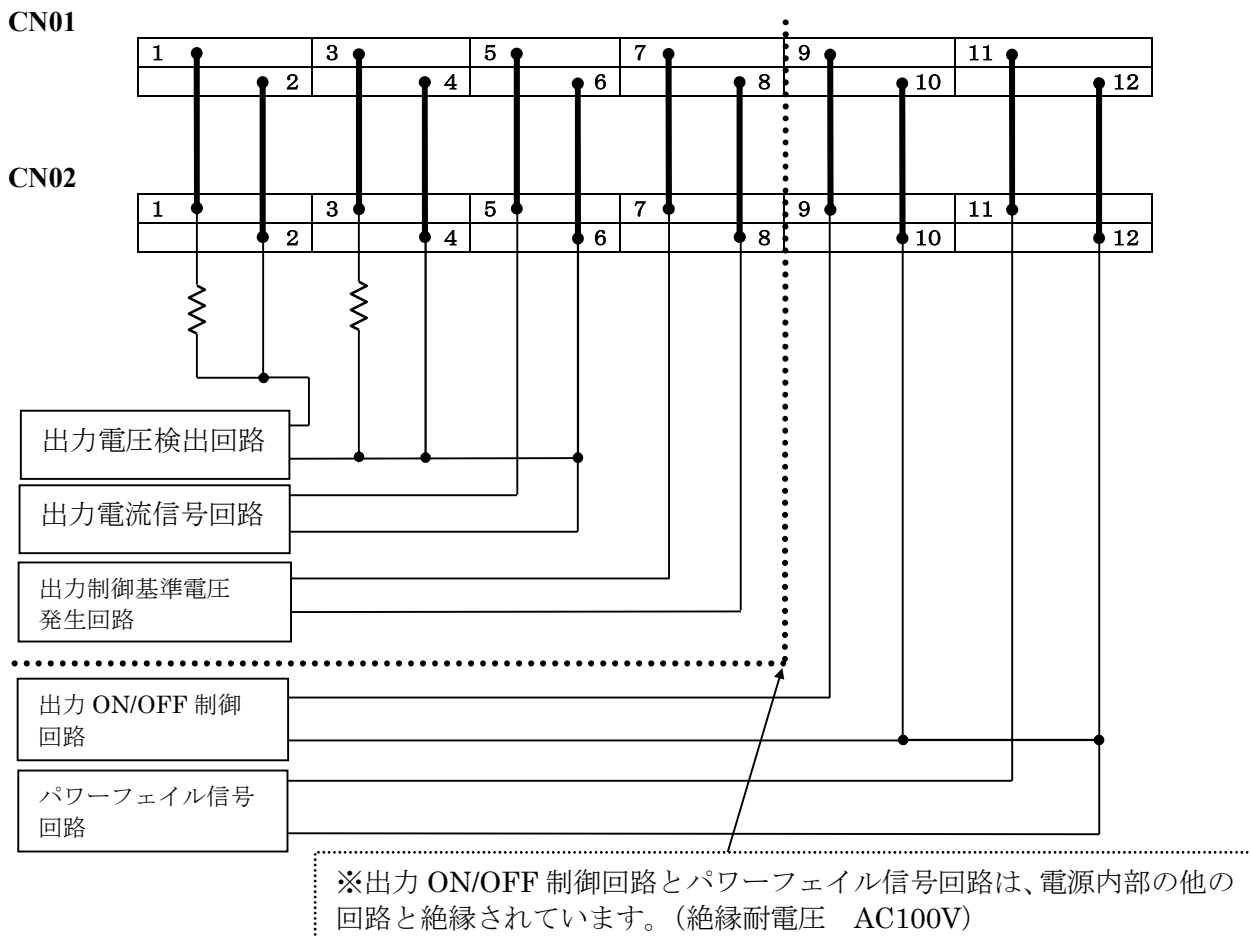 CN01
1 3 5 7 9 11
2 4 6 8 10 12
CN02
1 3 5 7 9 11
2 4 6 8 10 12
出力電圧検出回路
出力電流信号回路
出力制御基準電圧
発生回路
出力 ON/OFF 制御
回路
パワーフェイル信号
回路
※出力 ON/OFF 制御回路とパワーフェイル信号回路は、電源内部の他の
回路と絶縁されています。（絶縁耐電圧　AC100V）